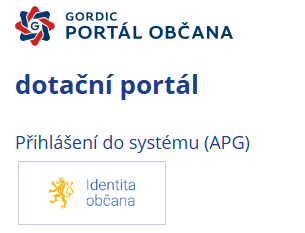 GORDIC
PORTÁL OBČANA
dotační portál
Přihlášení do systému (APG)
Identita
občana